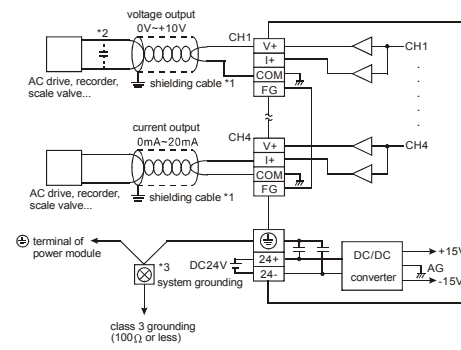 voltage output
0V~+10V
*2
CH1
V+
I+
COM
FG
CH1
AC drive, recorder,
scale valve...
shielding cable *1
current output
0mA~20mA
CH4
V+
I+
COM
FG
CH4
AC drive, recorder,
scale valve...
shielding cable *1
terminal of
power module
*3
system grounding
DC24V
24+
24-
DC/DC
converter
+15V
AG
-15V
class 3 grounding
(100Ω or less)